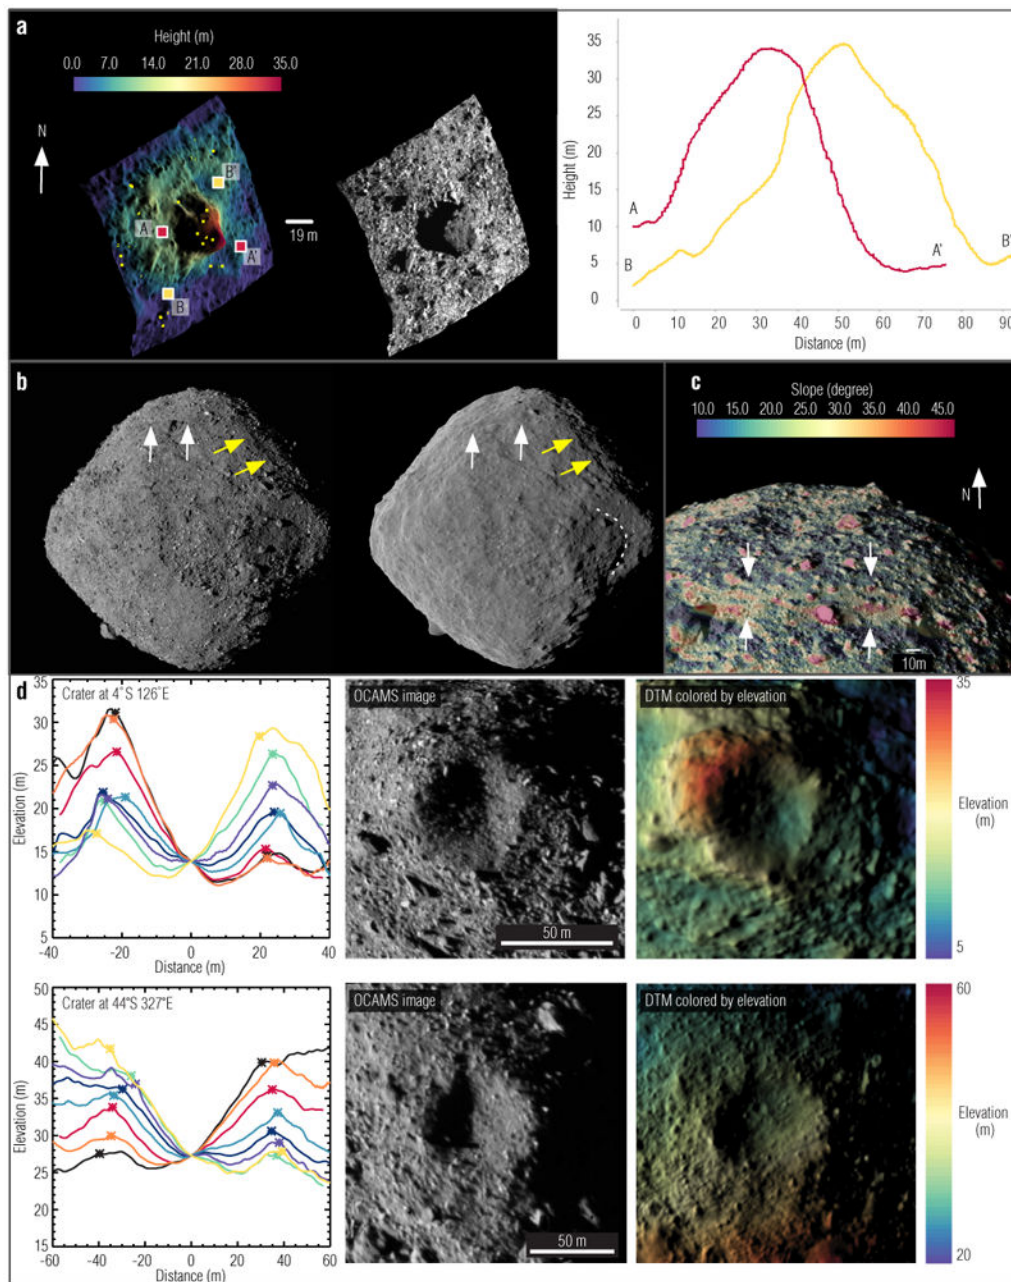 a
Height (m)
0.0 7.0 14.0 21.0 28.0 35.0
N
B'
A
A'
B
19 m
35
30
25
20
15
10
5
0
Height (m)
A
B
A'
B'
0 10 20 30 40 50 60 70 80 90
Distance (m)
b
c
Slope (degree)
10.0 15.0 20.0 25.0 30.0 35.0 40.0 45.0
N
10m
d
Crater at 4°S 126°E
35
30
25
20
15
10
5
Elevation (m)
-40 -20 0 20 40
Distance (m)
OCAMS image
50 m
DTM colored by elevation
35
Elevation
(m)
5
Crater at 44°S 327°E
50
45
40
35
30
25
20
15
Elevation (m)
-60 -40 -20 0 20 40 60
Distance (m)
OCAMS image
50 m
DTM colored by elevation
60
Elevation
(m)
20